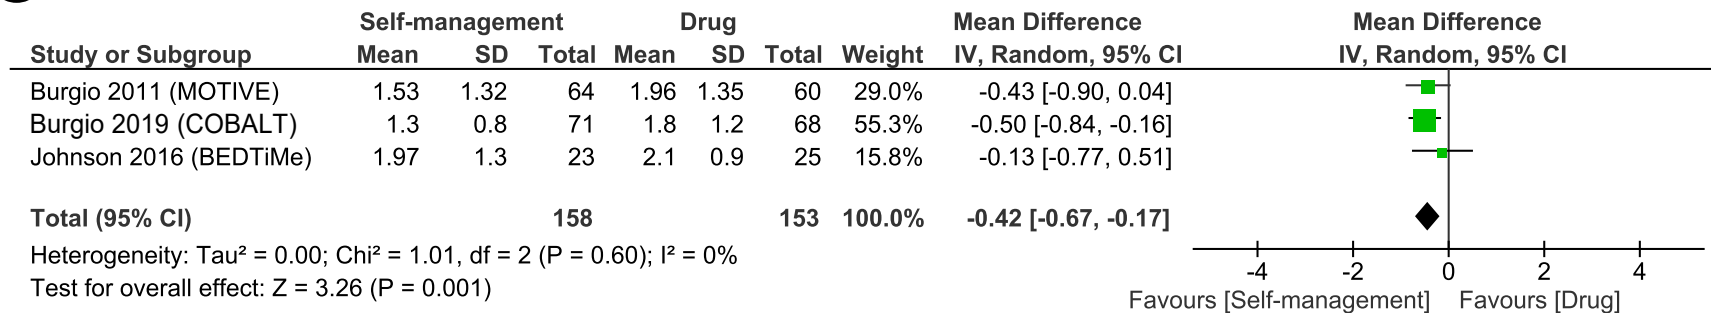 Self-management Drug Mean Difference Mean Difference
Study or Subgroup Mean SD Total Mean SD Total Weight IV, Random, 95% CI IV, Random, 95% CI
Burgio 2011 (MOTIVE) 1.53 1.32 64 1.96 1.35 60 29.0% -0.43 [-0.90, 0.04]
Burgio 2019 (COBALT) 1.3 0.8 71 1.8 1.2 68 55.3% -0.50 [-0.84, -0.16]
Johnson 2016 (BEDTiMe) 1.97 1.3 23 2.1 0.9 25 15.8% -0.13 [-0.77, 0.51]
Total (95% CI) 158 153 100.0% -0.42 [-0.67, -0.17]
Heterogeneity: Tau² = 0.00; Chi² = 1.01, df = 2 (P = 0.60); I² = 0%
Test for overall effect: Z = 3.26 (P = 0.001)
-4 -2 0 2 4
Favours [Self-management] Favours [Drug]